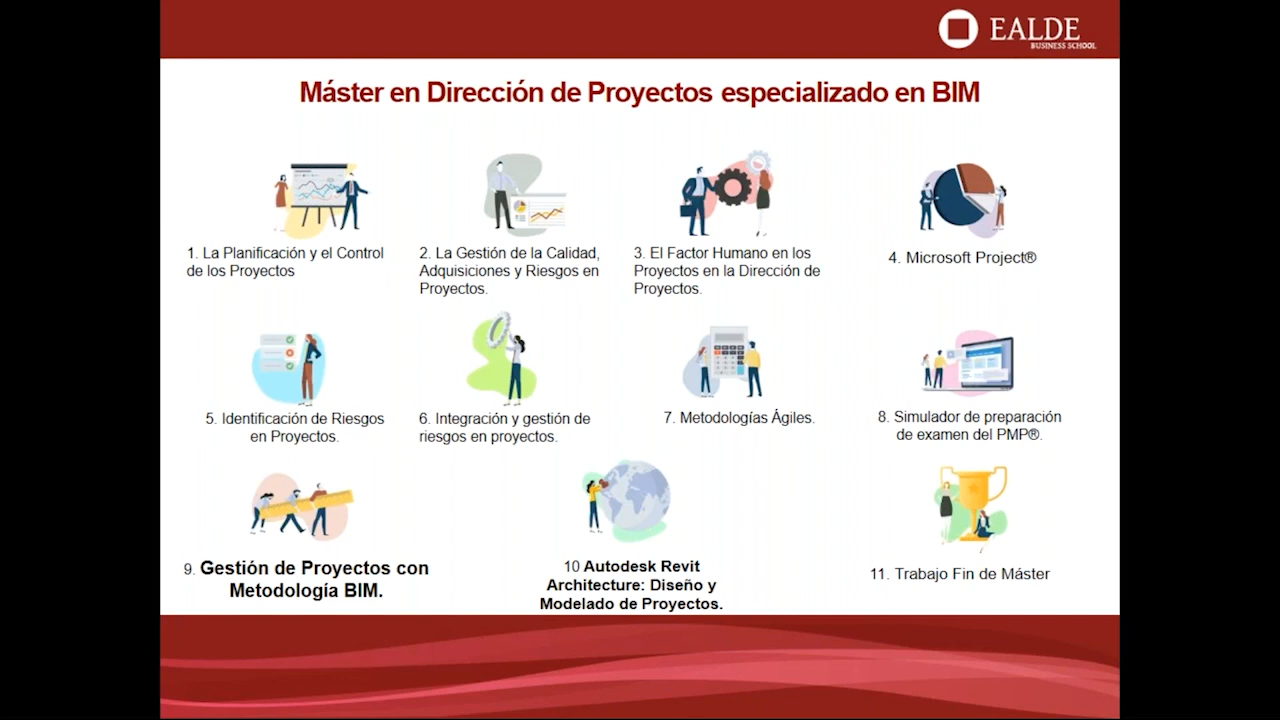 EALDE
BUSINESS SCHOOL
Máster en Dirección de Proyectos especializado en BIM
1. La Planificación y el Control
de los Proyectos
2. La Gestión de la Calidad,
Adquisiciones y Riesgos en
Proyectos.
3. El Factor Humano en los
Proyectos en la Dirección de
Proyectos.
4. Microsoft Project®
5. Identificación de Riesgos
en Proyectos.
6. Integración y gestión de
riesgos en proyectos.
7. Metodologías Ágiles.
8. Simulador de preparación
de examen del PMP®.
9. Gestión de Proyectos con
Metodología BIM.
10 Autodesk Revit
Architecture: Diseño y
Modelado de Proyectos.
11. Trabajo Fin de Máster